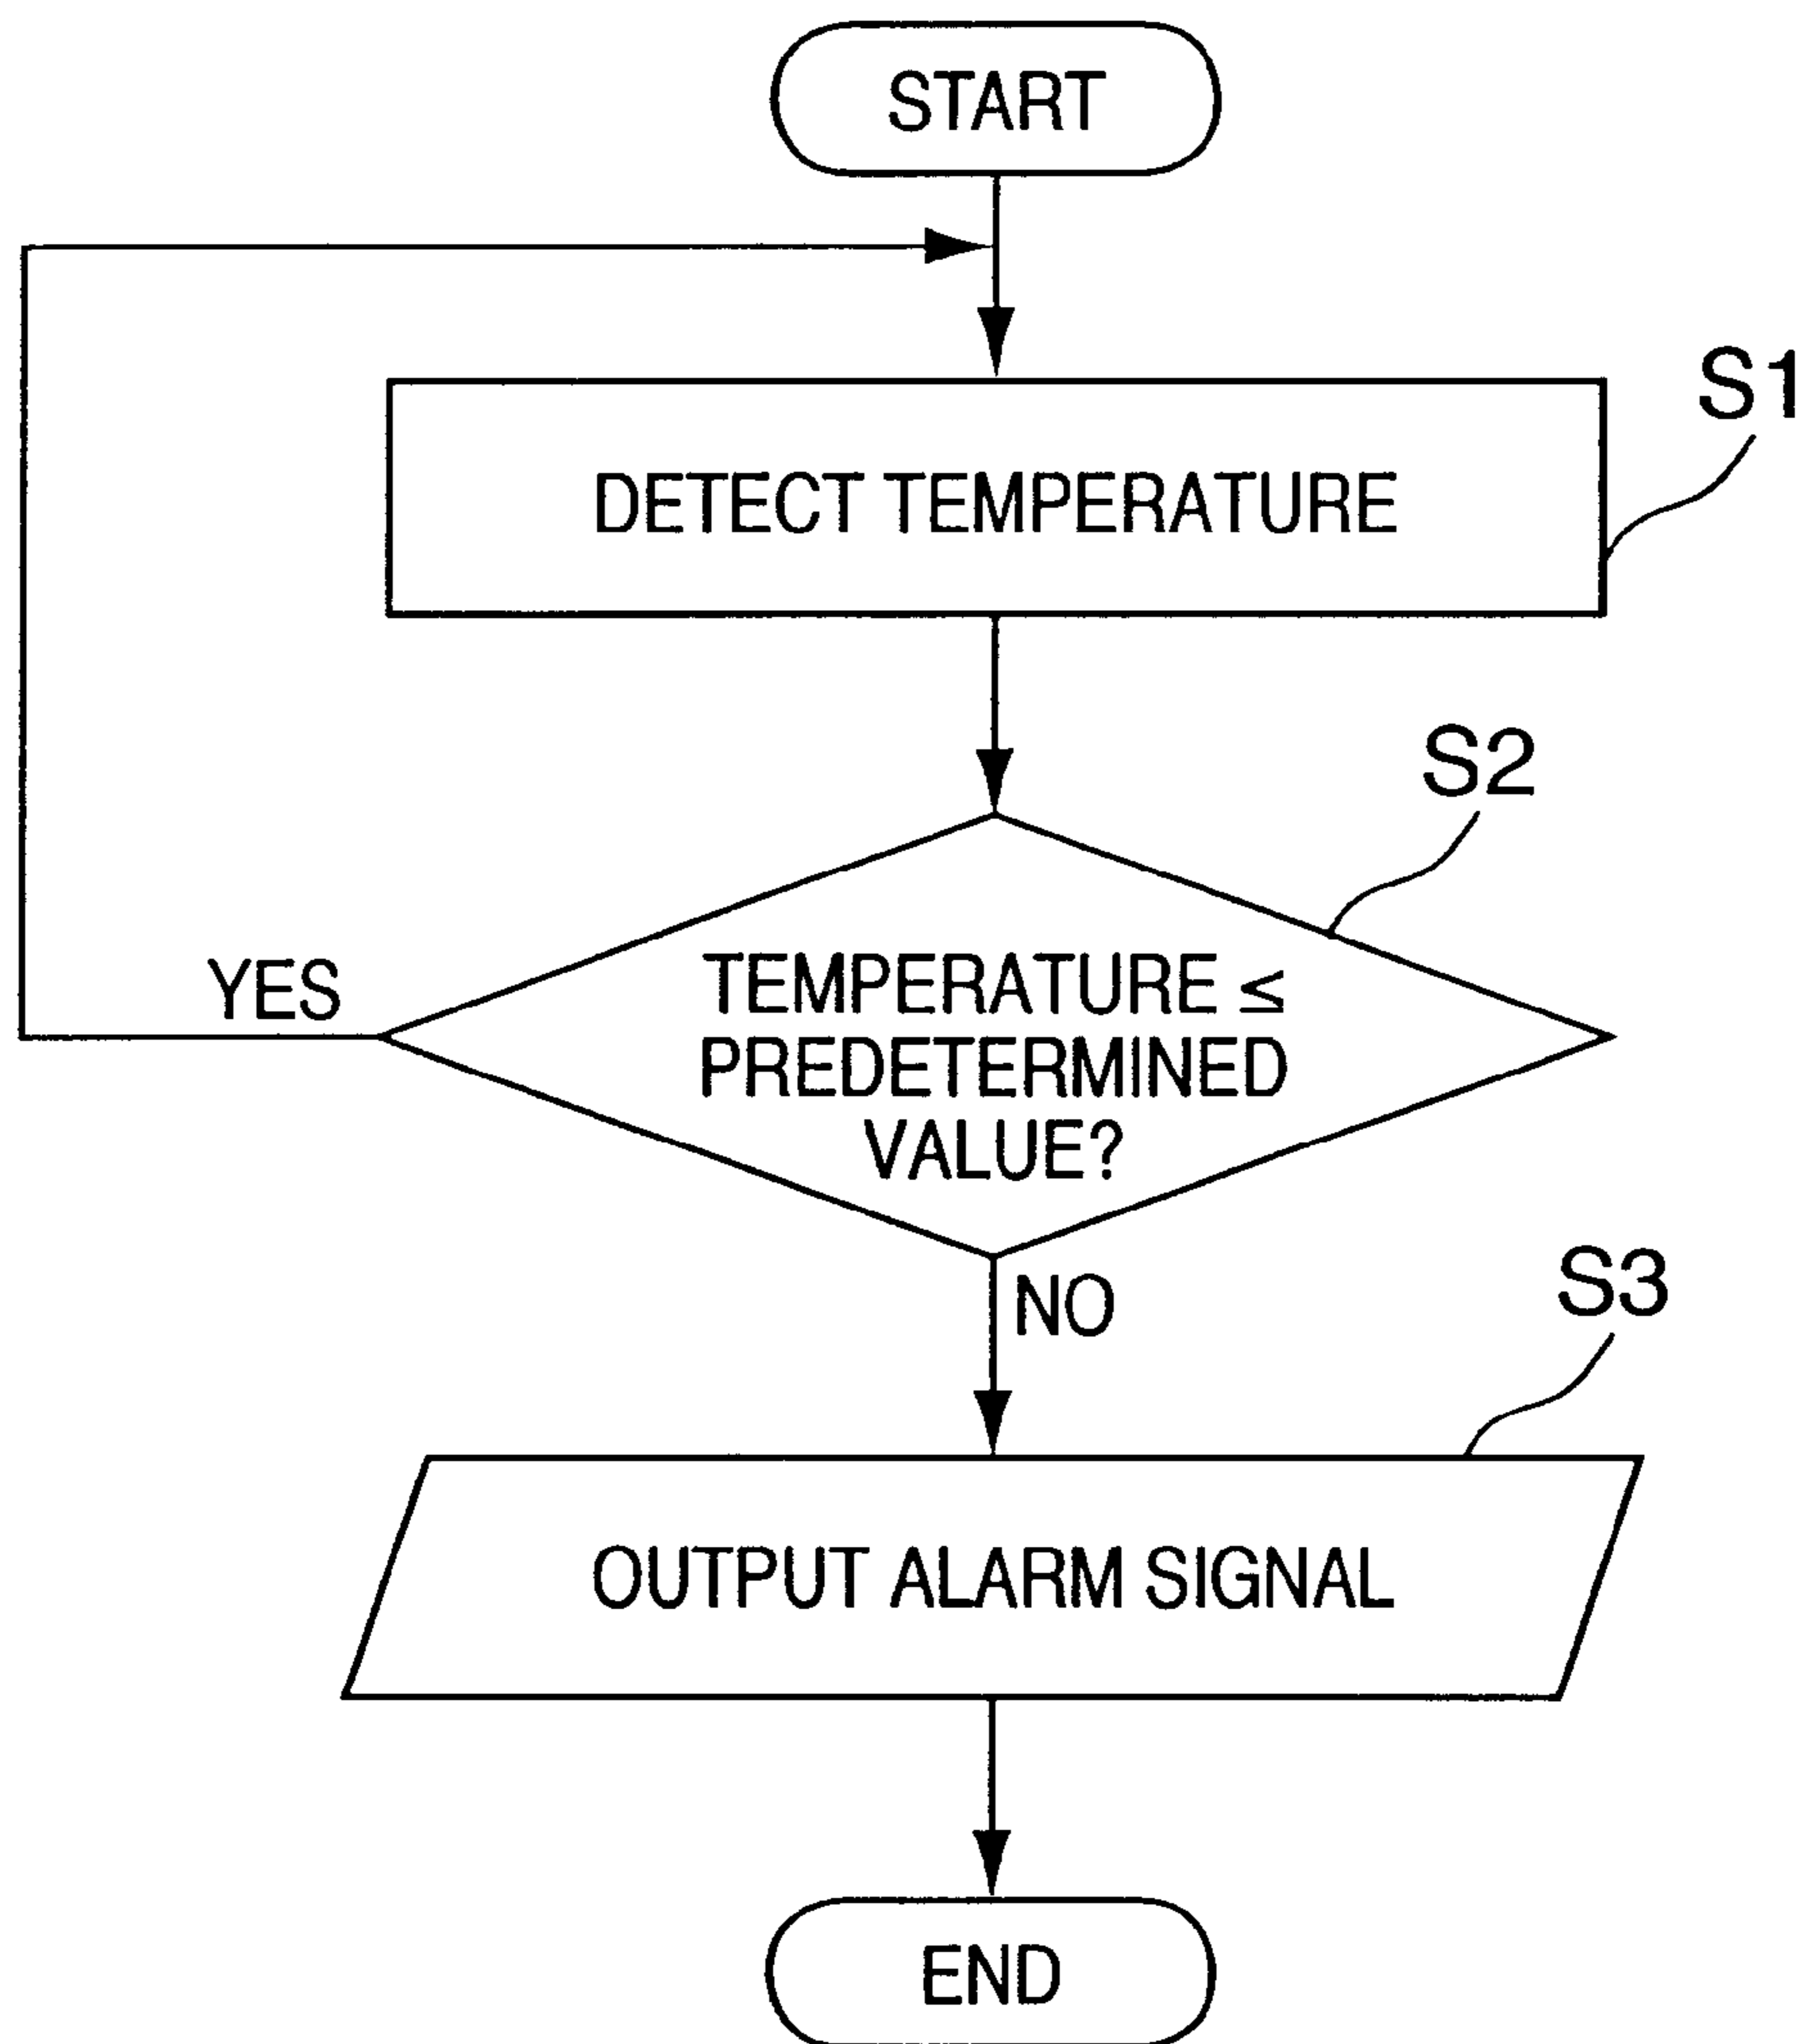 START
S1
DETECT TEMPERATURE
S2
YES
TEMPERATURE ≤
PREDETERMINED
VALUE?
NO
S3
OUTPUT ALARM SIGNAL
END